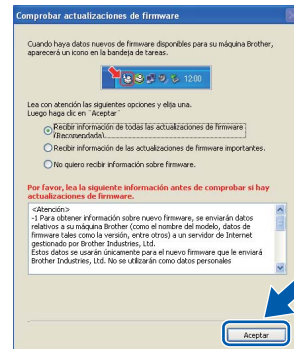 Comprobar actualizaciones de firmware
Cuando haya datos nuevos de firmware disponibles para su máquina Brother,
aparecerá un icono en la bandeja de tareas.
12:00
Lea con atención las siguientes opciones y elija una.
Luego haga clic en "Aceptar"
Recibir información de todas las actualizaciones de firmware
(Recomendada)
Recibir información de las actualizaciones de firmware importantes.
No quiero recibir información sobre firmware.
Por favor, lea la siguiente información antes de comprobar si hay
actualizaciones de firmware.
<Atención>
-1 Para obtener información sobre nuevo firmware, se enviarán datos
relativos a su máquina Brother (como el nombre del modelo, datos de
firmware tales como la versión, entre otros) a un servidor de Internet
gestionado por Brother Industries, Ltd.
Estos datos se usarán únicamente para el nuevo firmware que le enviará
Brother Industries, Ltd. No se utilizarán como datos personales
Aceptar